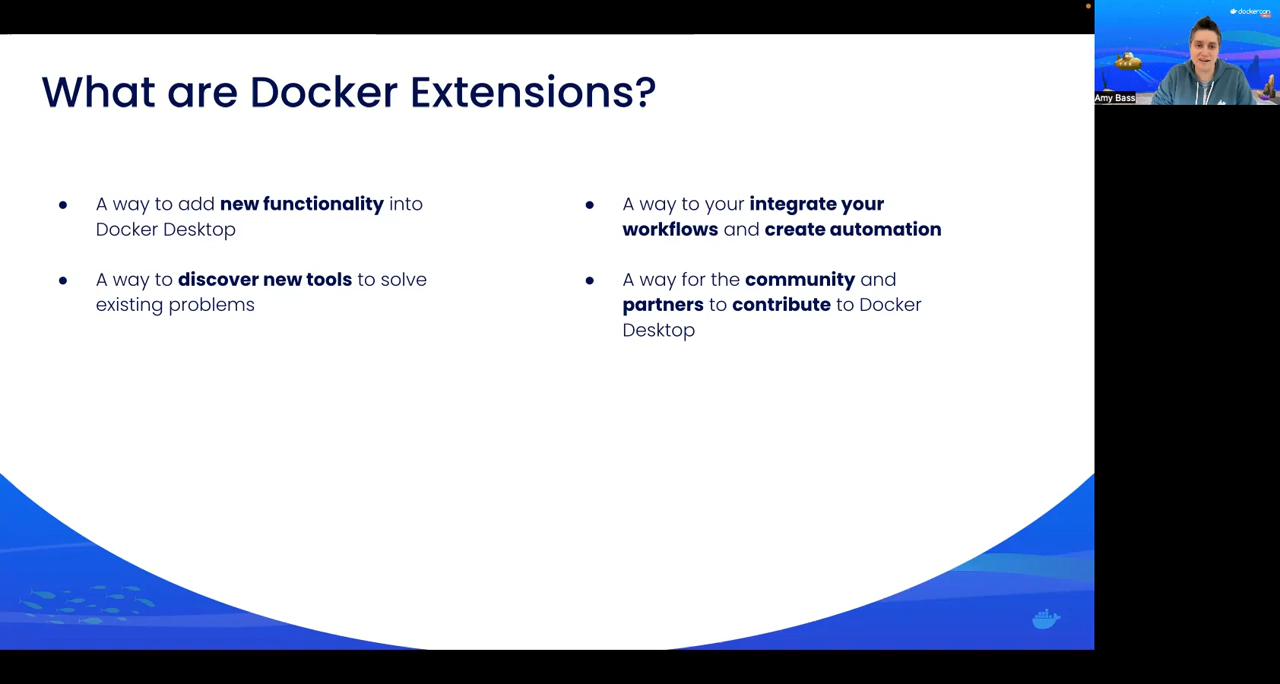 What are Docker Extensions?
● A way to add new functionality into
Docker Desktop
● A way to discover new tools to solve
existing problems
● A way to your integrate your
workflows and create automation
● A way for the community and
partners to contribute to Docker
Desktop
dockercon
Amy Bass